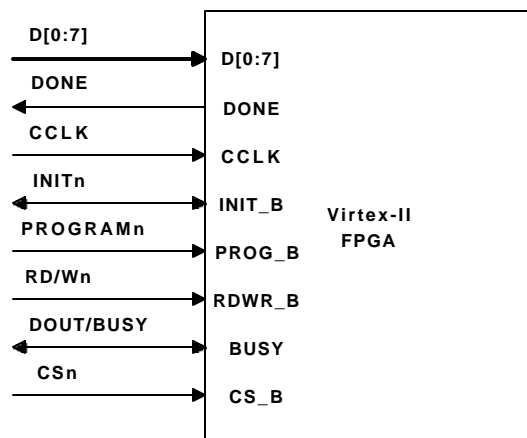 D[0:7]
D[0:7]
DONE
DONE
CCLK
CCLK
INITn
INIT_B
PROGRAMn
PROG_B
RD/Wn
RDWR_B
DOUT/BUSY
BUSY
CSn
CS_B
Virtex-II
FPGA